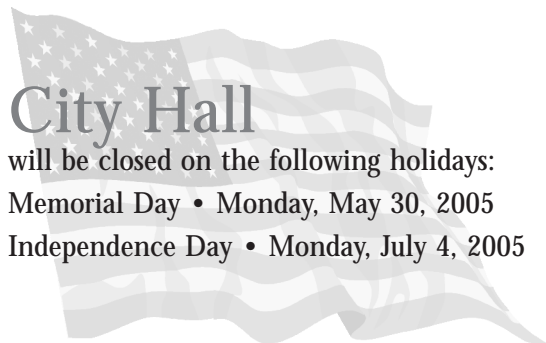 City Hall
will be closed on the following holidays:
Memorial Day • Monday, May 30, 2005
Independence Day • Monday, July 4, 2005